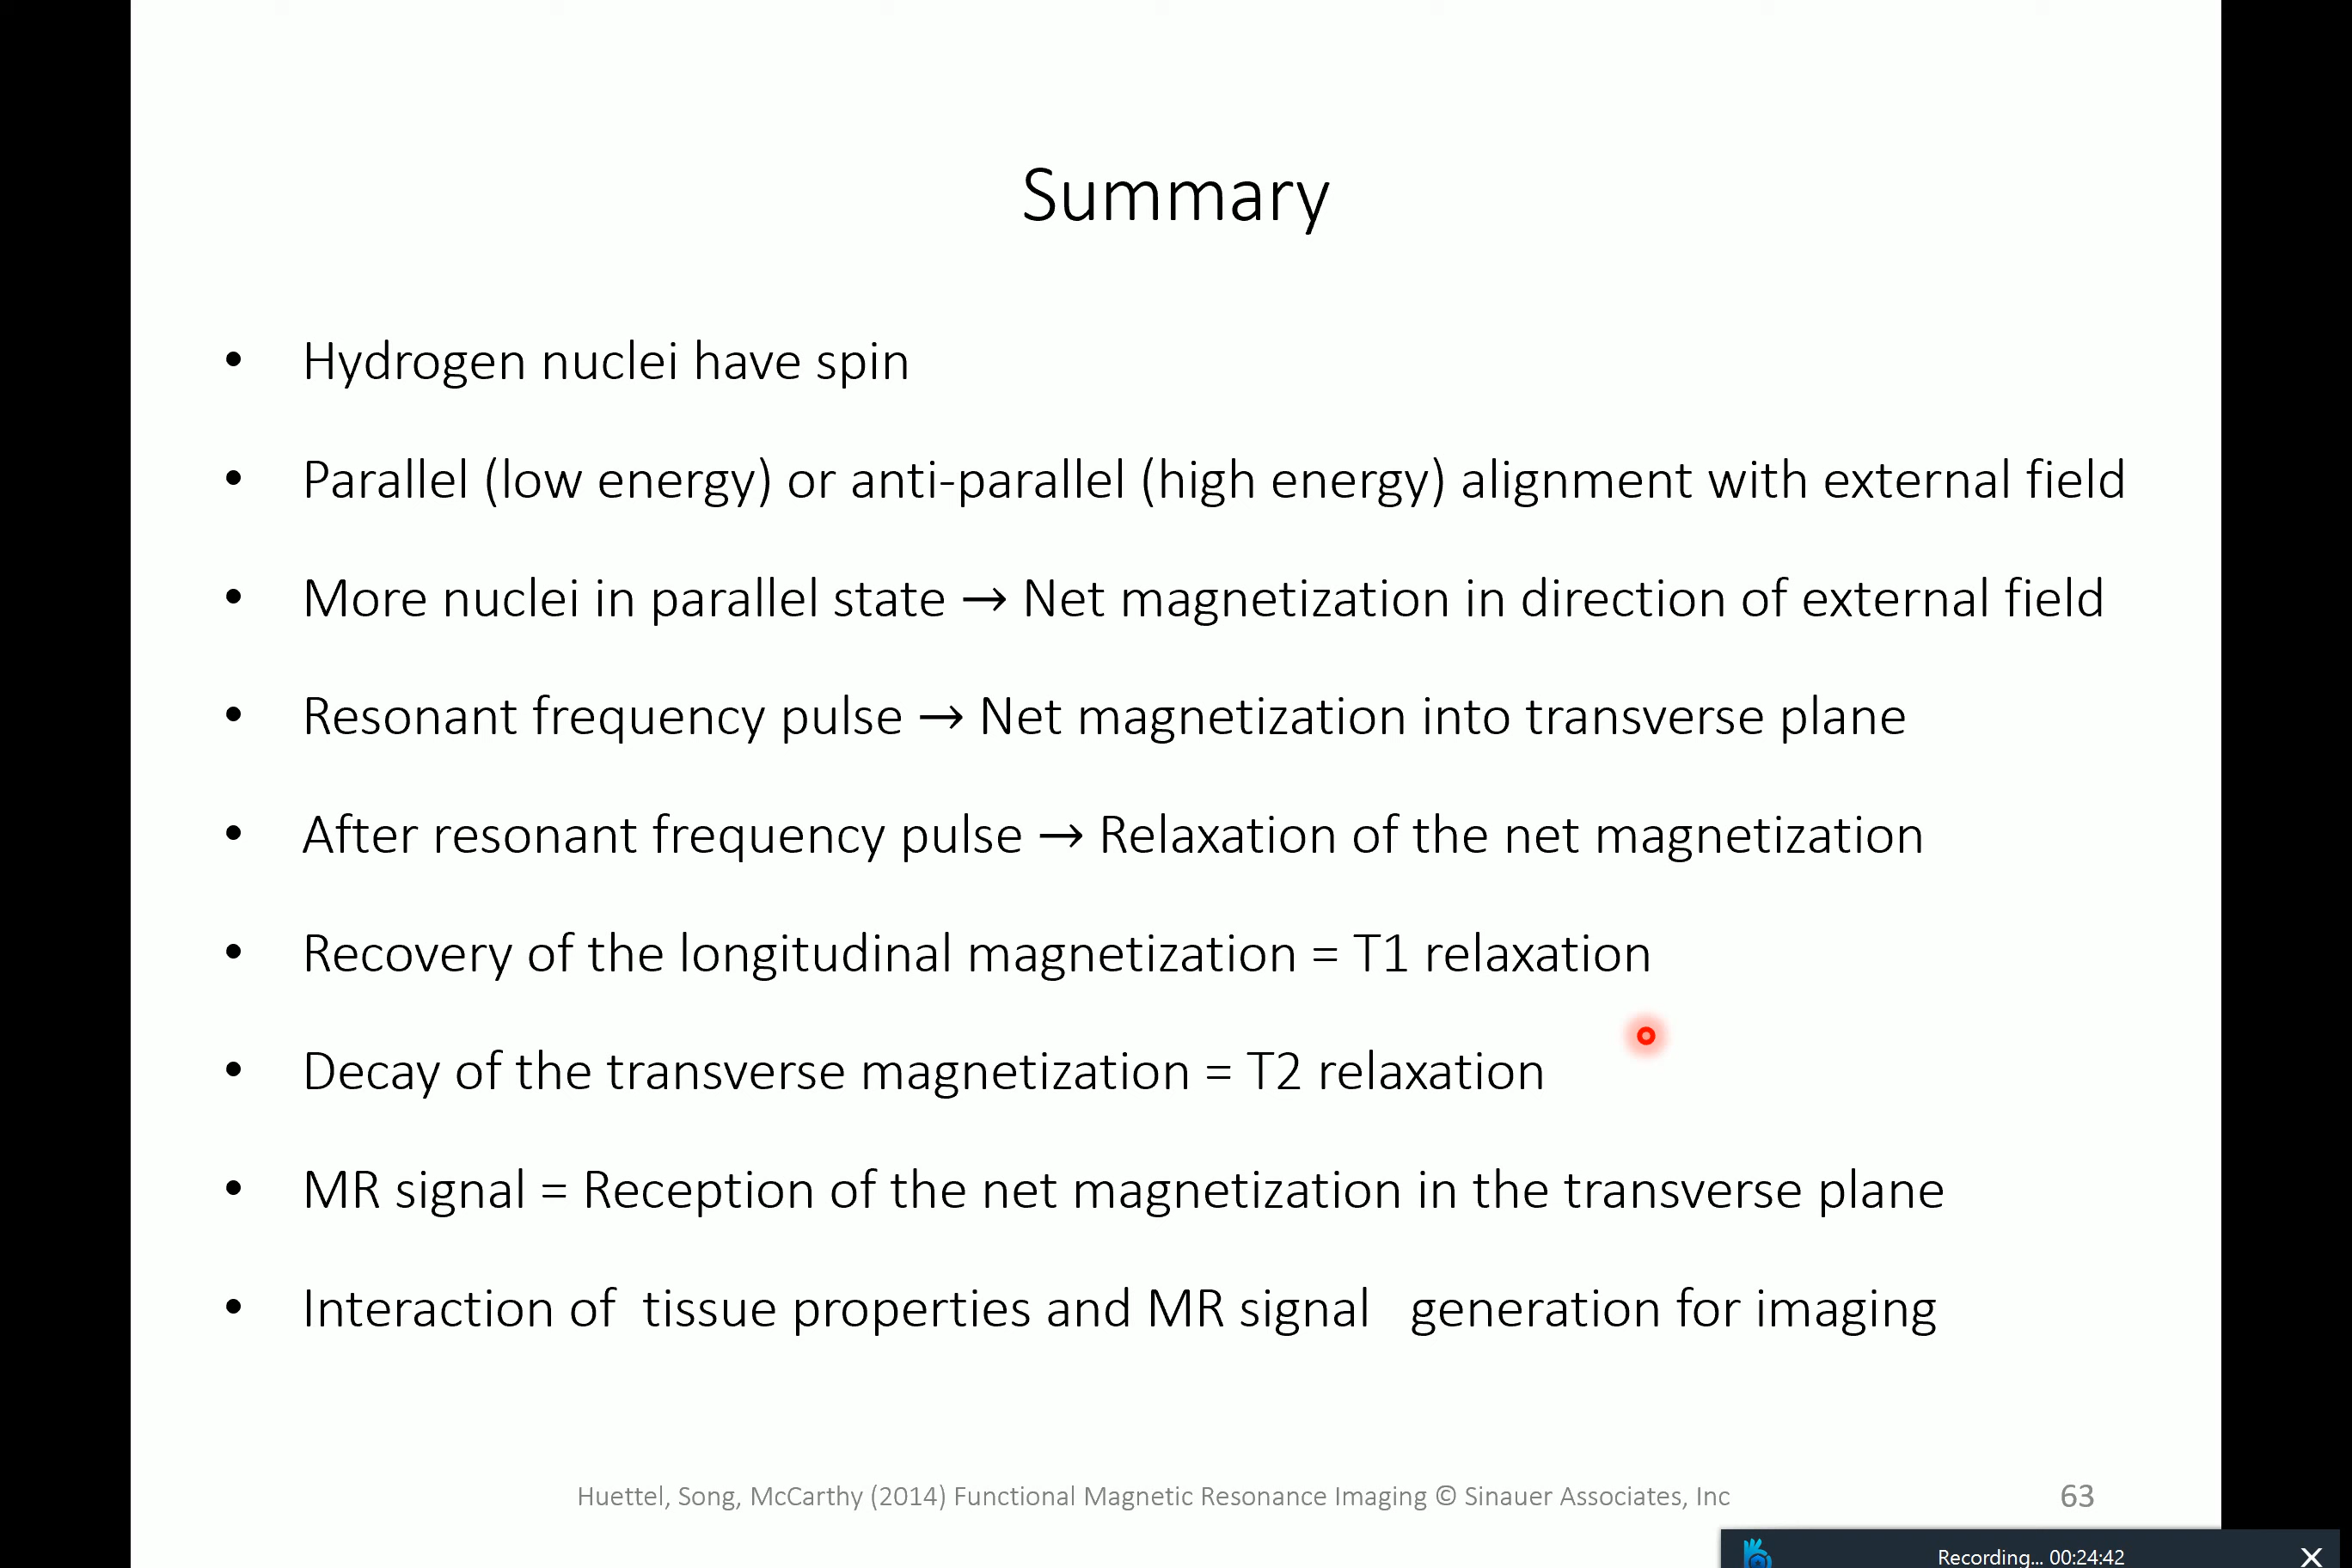 Summary
• Hydrogen nuclei have spin
• Parallel (low energy) or anti-parallel (high energy) alignment with external field
• More nuclei in parallel state → Net magnetization in direction of external field
• Resonant frequency pulse → Net magnetization into transverse plane
• After resonant frequency pulse → Relaxation of the net magnetization
• Recovery of the longitudinal magnetization = T1 relaxation
• Decay of the transverse magnetization = T2 relaxation
• MR signal = Reception of the net magnetization in the transverse plane
• Interaction of  tissue properties and MR signal   generation for imaging
Huettel, Song, McCarthy (2014) Functional Magnetic Resonance Imaging © Sinauer Associates, Inc
63
Recording... 00:24:42